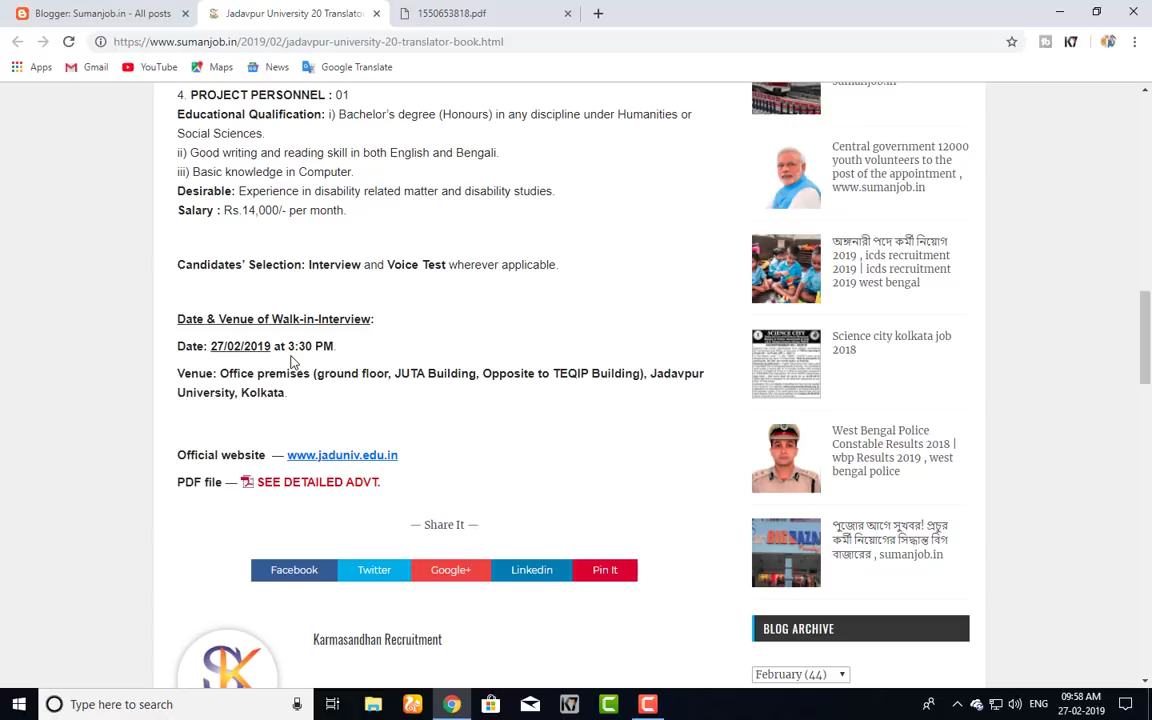 Blogger: Sumanjob.in - All posts
Jadavpur University 20 Translator
1550653818.pdf
https://www.sumanjob.in/2019/02/jadavpur-university-20-translator-book.html
Apps
Gmail
YouTube
Maps
News
Google Translate
4. PROJECT PERSONNEL : 01
Educational Qualification: i) Bachelor's degree (Honours) in any discipline under Humanities or
Social Sciences.
ii) Good writing and reading skill in both English and Bengali.
iii) Basic knowledge in Computer.
Desirable: Experience in disability related matter and disability studies.
Salary : Rs.14,000/- per month.
Candidates' Selection: Interview and Voice Test wherever applicable.
Date & Venue of Walk-in-Interview:
Date: 27/02/2019 at 3:30 PM.
Venue: Office premises (ground floor, JUTA Building, Opposite to TEQIP Building), Jadavpur
University, Kolkata.
Official website — www.jaduniv.edu.in
PDF file — SEE DETAILED ADVT.
— Share It —
Facebook
Twitter
Google+
Linkedin
Pin It
Karmasandhan Recruitment
SK
sumanjob.in
Central government 12000
youth volunteers to the
post of the appointment ,
www.sumanjob.in
অঙ্গনারী পদে কর্মী নিয়োগ
2019 , icds recruitment
2019 | icds recruitment
2019 west bengal
SCIENCE CITY
Science city kolkata job
2018
West Bengal Police
Constable Results 2018 |
wbp Results 2019 , west
bengal police
পুজোর আগে সুখবর! প্রচুর
কর্মী নিয়োগের সিদ্ধান্ত বিগ
বাজারের , sumanjob.in
BLOG ARCHIVE
February (44)
Type here to search
K7
ENG
09:58 AM
27-02-2019